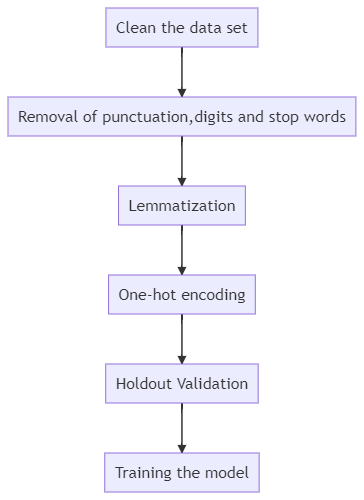 Clean the data set
Removal of punctuation,digits and stop words
Lemmatization
One-hot encoding
Holdout Validation
Training the model